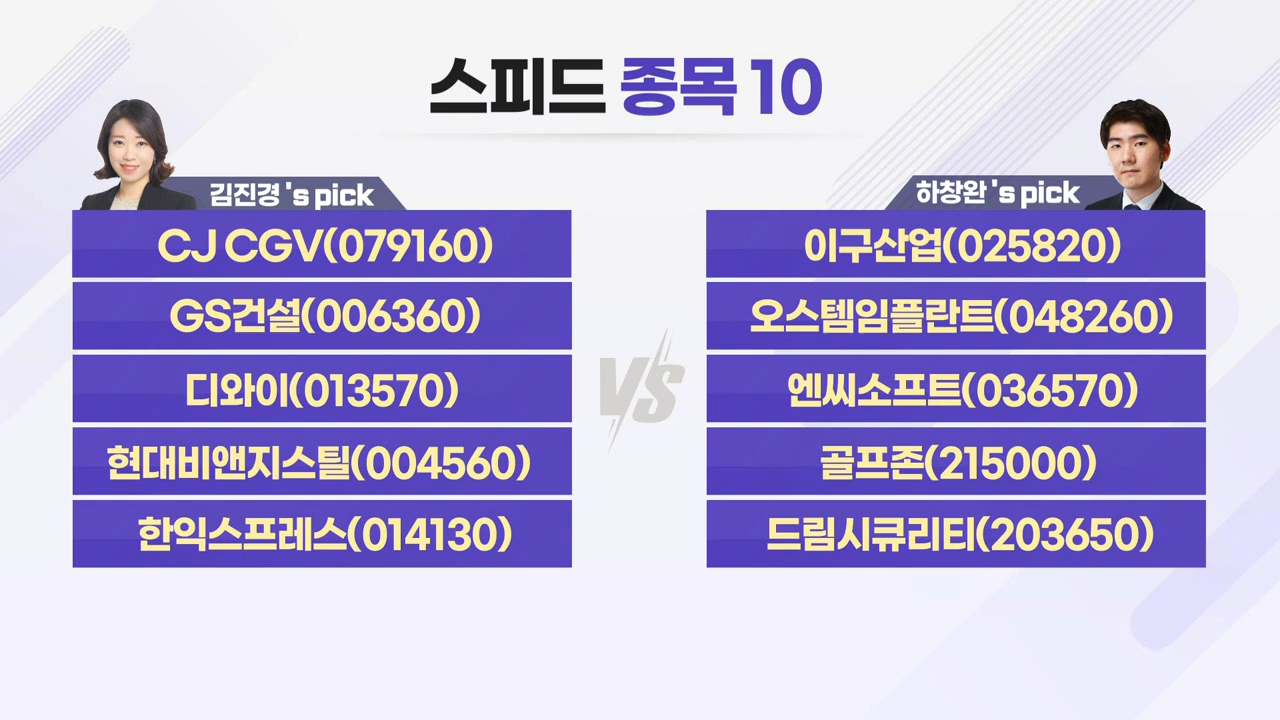 스피드 종목 10
김진경 's pick
CJ CGV(079160)
GS건설(006360)
디와이(013570)
현대비앤지스틸(004560)
한익스프레스(014130)
VS
하창완 's pick
이구산업(025820)
오스템임플란트(048260)
엔씨소프트(036570)
골프존(215000)
드림시큐리티(203650)